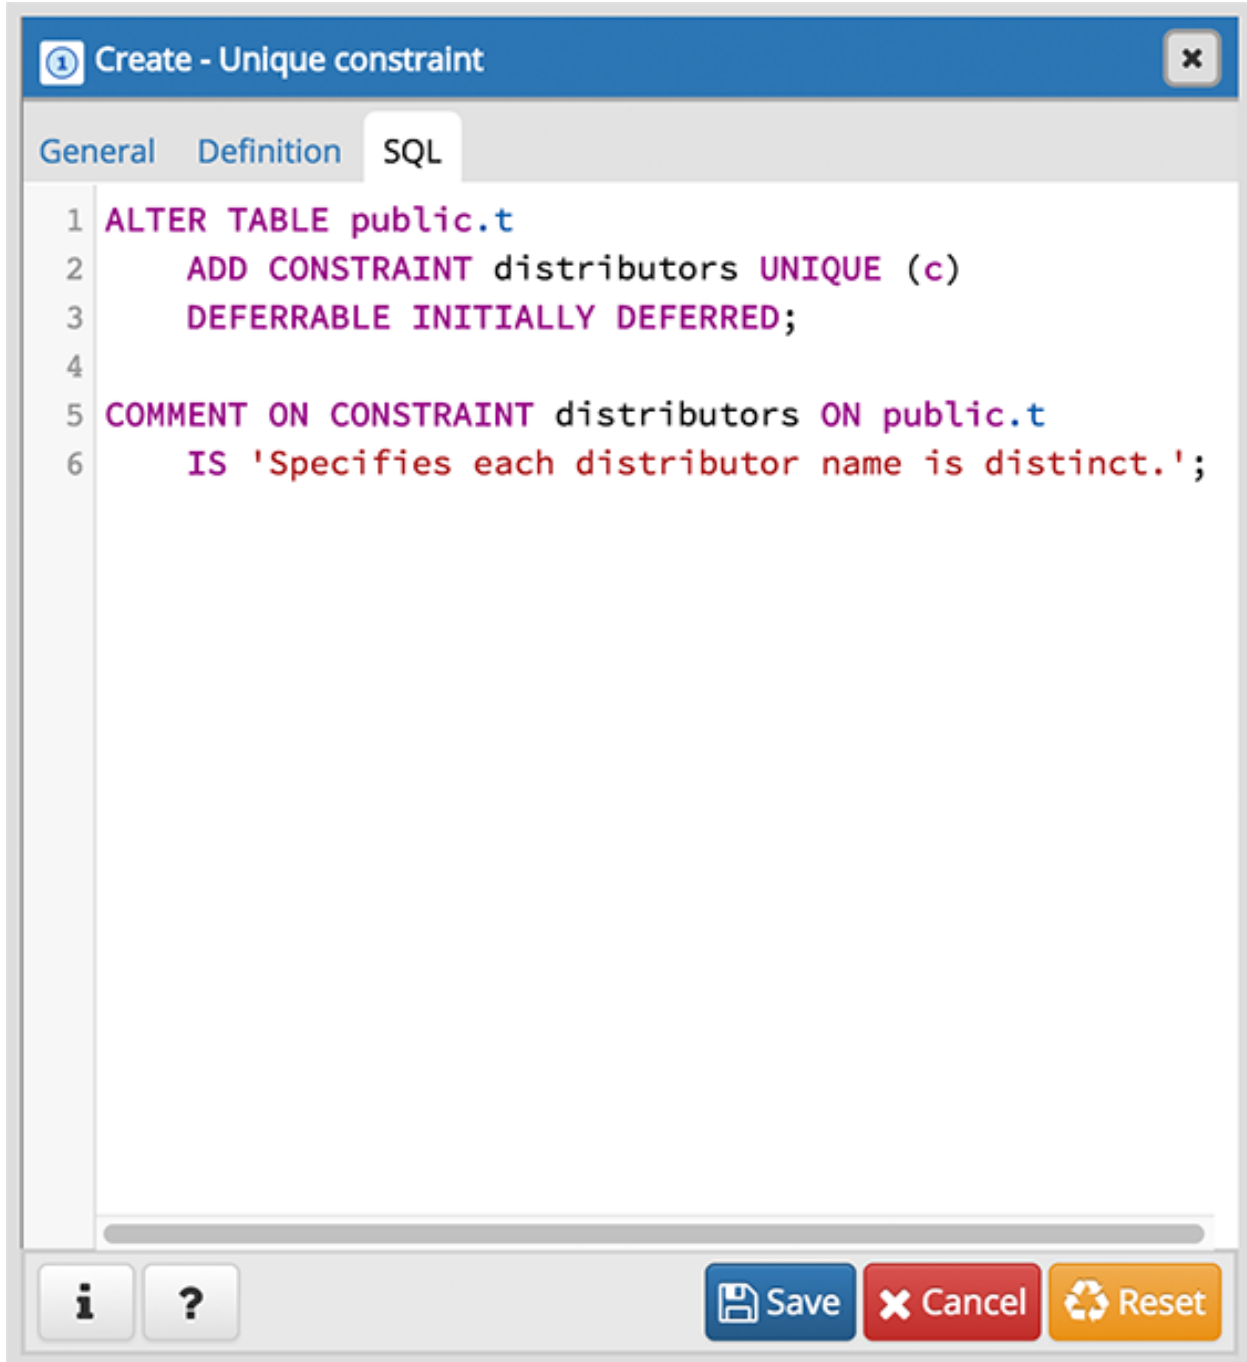 Create - Unique constraint
General Definition SQL
1 ALTER TABLE public.t
2 ADD CONSTRAINT distributors UNIQUE (c)
3 DEFERRABLE INITIALLY DEFERRED;
4
5 COMMENT ON CONSTRAINT distributors ON public.t
6 IS 'Specifies each distributor name is distinct.';
i ? Save Cancel Reset